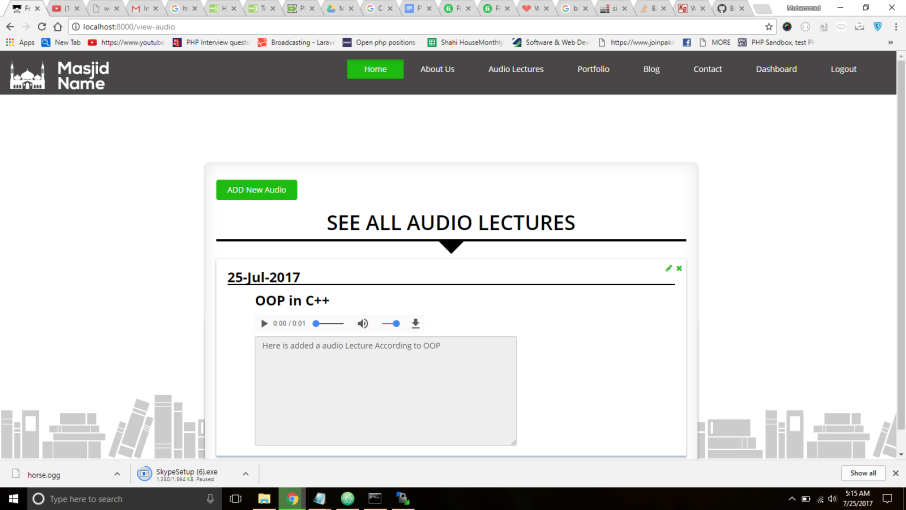 Muhammad
localhost:8000/view-audio
Apps New Tab https://www.youtube PHP Interview questi Broadcasting - Larav Open php positions Shahi HouseMonthly Software & Web Dev https://www.joinpak MORE PHP Sandbox, test PH
Masjid
Name
Home About Us Audio Lectures Portfolio Blog Contact Dashboard Logout
ADD New Audio
SEE ALL AUDIO LECTURES
25-Jul-2017
OOP in C++
0:00 / 0:01
Here is added a audio Lecture According to OOP
horse.ogg
SkypeSetup (6).exe
1,350/1,994 KB, Paused
Show all
Type here to search
5:15 AM
7/25/2017